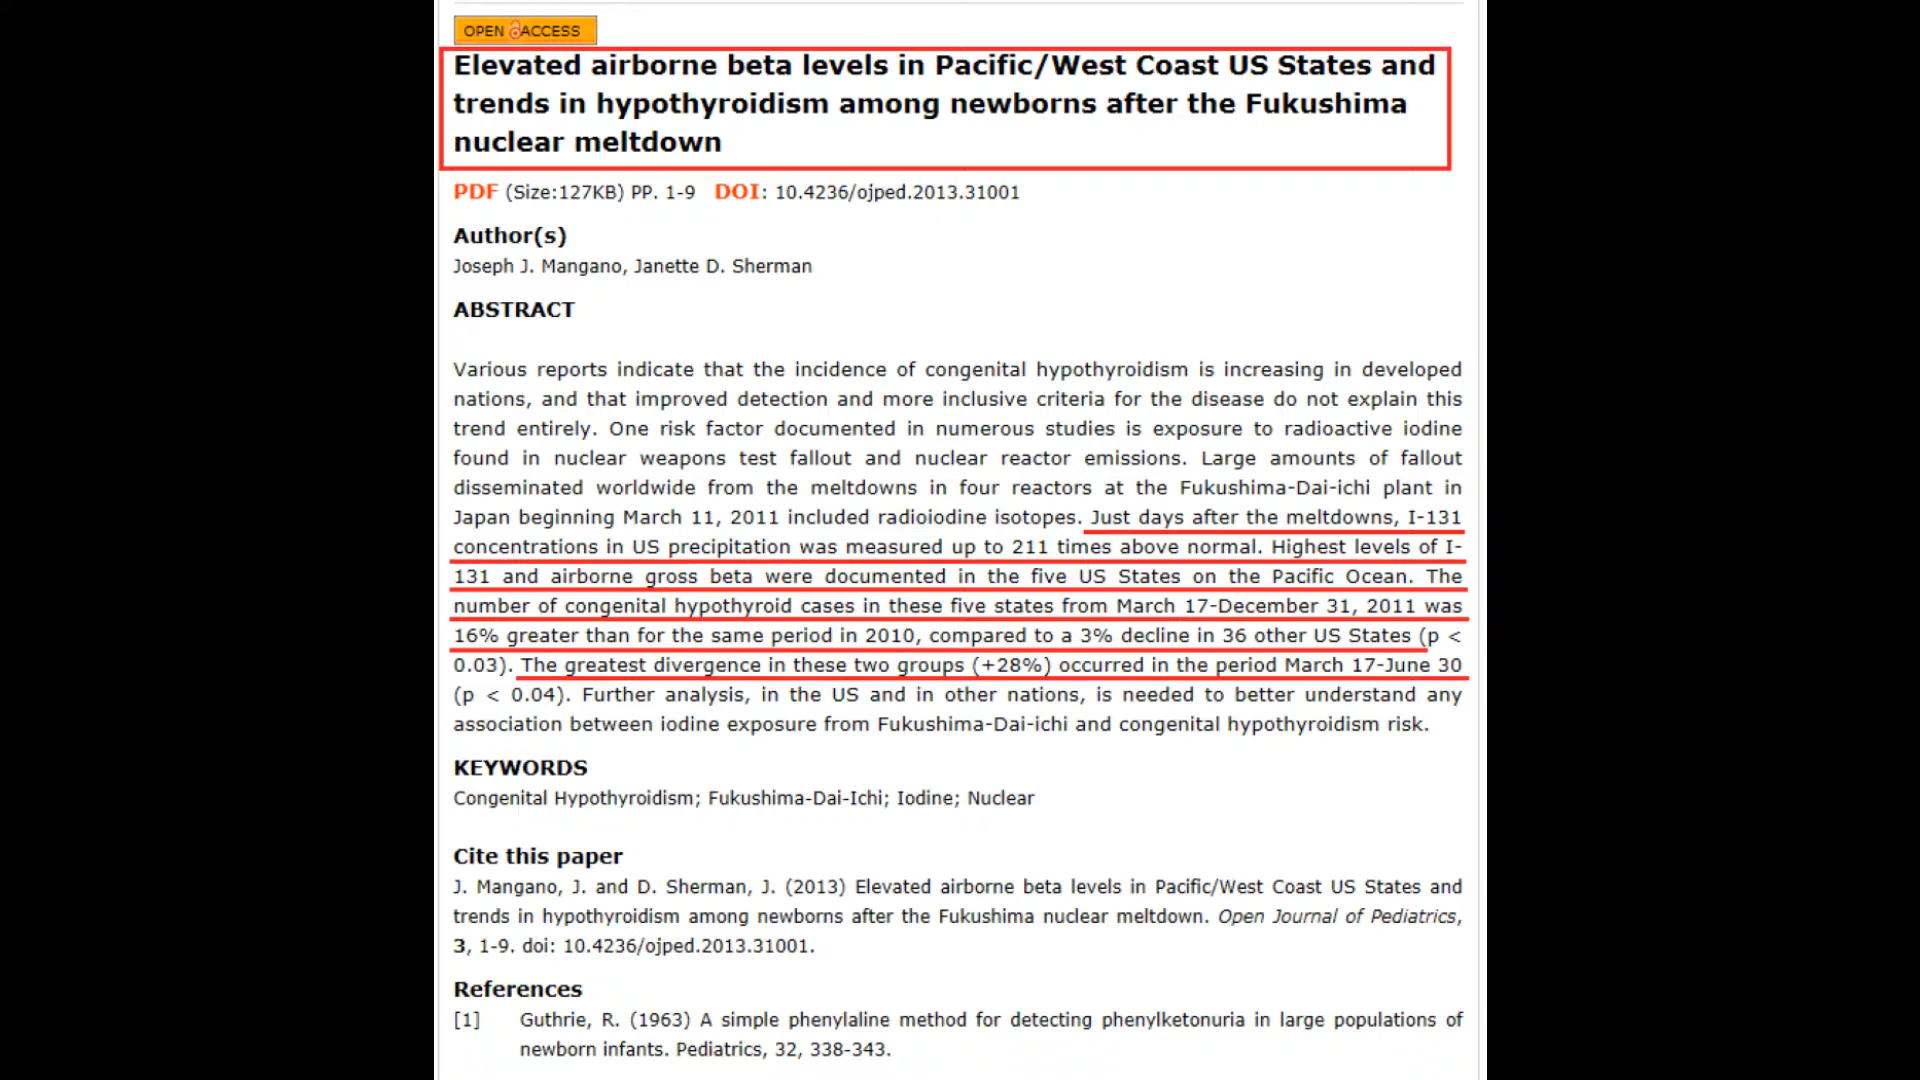 OPEN ACCESS
Elevated airborne beta levels in Pacific/West Coast US States and
trends in hypothyroidism among newborns after the Fukushima
nuclear meltdown
PDF (Size:127KB) PP. 1-9 DOI: 10.4236/ojped.2013.31001
Author(s)
Joseph J. Mangano, Janette D. Sherman
ABSTRACT
Various reports indicate that the incidence of congenital hypothyroidism is increasing in developed
nations, and that improved detection and more inclusive criteria for the disease do not explain this
trend entirely. One risk factor documented in numerous studies is exposure to radioactive iodine
found in nuclear weapons test fallout and nuclear reactor emissions. Large amounts of fallout
disseminated worldwide from the meltdowns in four reactors at the Fukushima-Dai-ichi plant in
Japan beginning March 11, 2011 included radioiodine isotopes. Just days after the meltdowns, I-131
concentrations in US precipitation was measured up to 211 times above normal. Highest levels of I-
131 and airborne gross beta were documented in the five US States on the Pacific Ocean. The
number of congenital hypothyroid cases in these five states from March 17-December 31, 2011 was
16% greater than for the same period in 2010, compared to a 3% decline in 36 other US States (p <
0.03). The greatest divergence in these two groups (+28%) occurred in the period March 17-June 30
(p < 0.04). Further analysis, in the US and in other nations, is needed to better understand any
association between iodine exposure from Fukushima-Dai-ichi and congenital hypothyroidism risk.
KEYWORDS
Congenital Hypothyroidism; Fukushima-Dai-Ichi; Iodine; Nuclear
Cite this paper
J. Mangano, J. and D. Sherman, J. (2013) Elevated airborne beta levels in Pacific/West Coast US States and
trends in hypothyroidism among newborns after the Fukushima nuclear meltdown. Open Journal of Pediatrics,
3, 1-9. doi: 10.4236/ojped.2013.31001.
References
[1] Guthrie, R. (1963) A simple phenylaline method for detecting phenylketonuria in large populations of
newborn infants. Pediatrics, 32, 338-343.